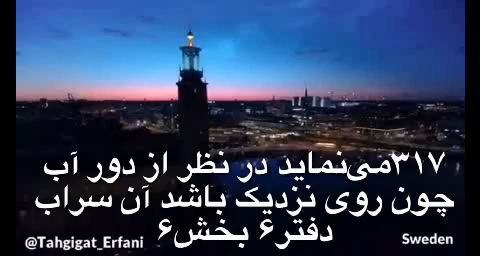 ۳۱۷می‌نماید در نظر از دور آب
چون روی نزدیک باشد آن سراب
دفتر۶ بخش۶
@Tahgigat_Erfani
Sweden